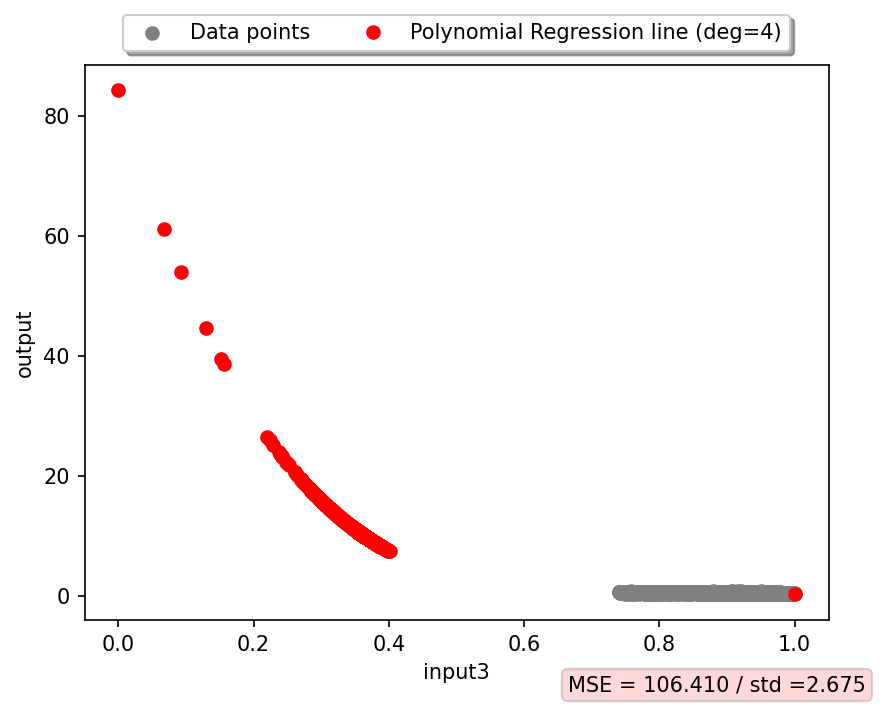 Data points
Polynomial Regression line (deg=4)
80
60
40
20
0
output
0.0
0.2
0.4
0.6
0.8
1.0
input3
MSE = 106.410 / std =2.675